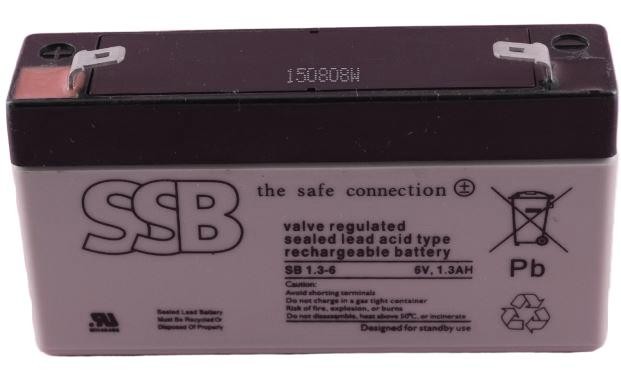 150808W
SSB
the safe connection
valve regulated
sealed lead acid type
rechargeable battery
SB 1.3-6 6V, 1.3AH
Caution:
Avoid shorting terminals
Do not charge in a gas tight container
Risk of fire, explosion, or burns
Do not disassemble, heat above 50°C, or incinerate
Designed for standby use
Sealed Lead Battery
Must Be Recycled Or
Disposed Of Properly
Pb